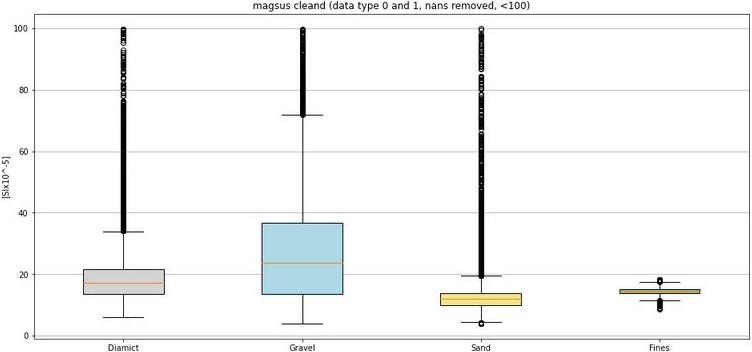 magsus cleand (data type 0 and 1, nans removed, <100)
100
80
60
40
20
0
[SIx10^-5]
Diamict Gravel Sand Fines